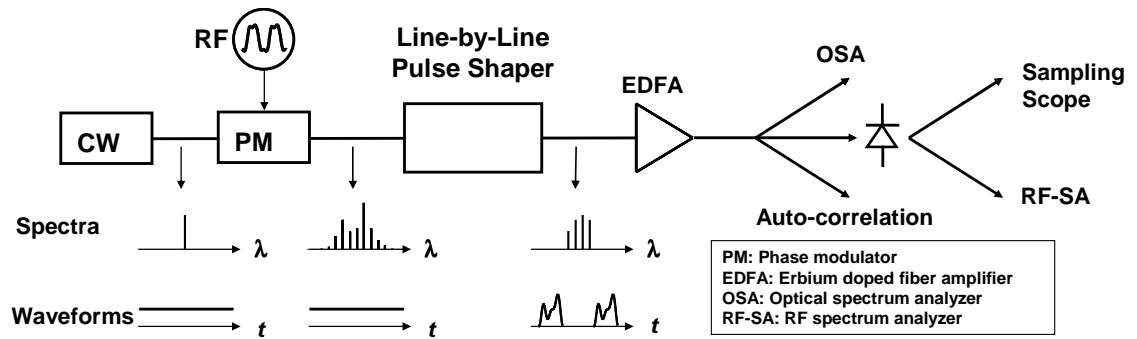 RF
Line-by-Line
Pulse Shaper
OSA
EDFA
Sampling
Scope
CW
PM
RF-SA
Auto-correlation
Spectra
λ
λ
λ
Waveforms
t
t
t
PM: Phase modulator
EDFA: Erbium doped fiber amplifier
OSA: Optical spectrum analyzer
RF-SA: RF spectrum analyzer